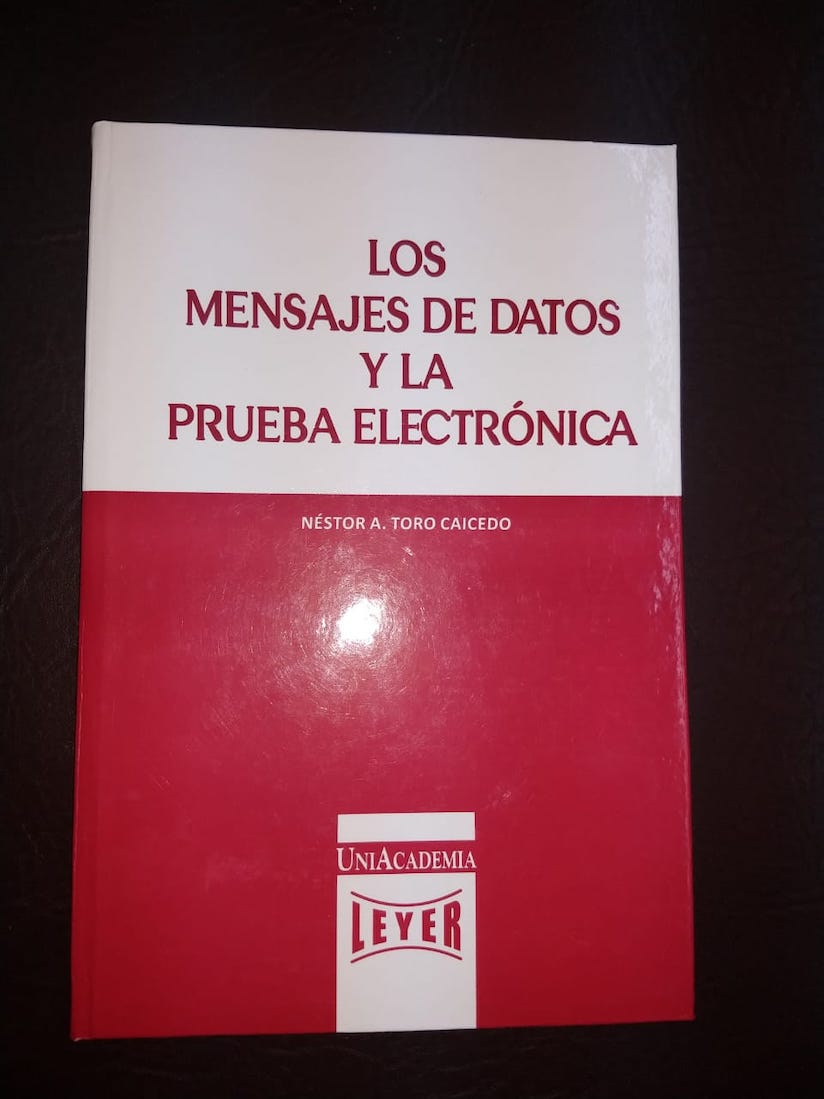 LOS
MENSAJES DE DATOS
Y LA
PRUEBA ELECTRÓNICA
NÉSTOR A. TORO CAICEDO
UNIACADEMIA
LEYER